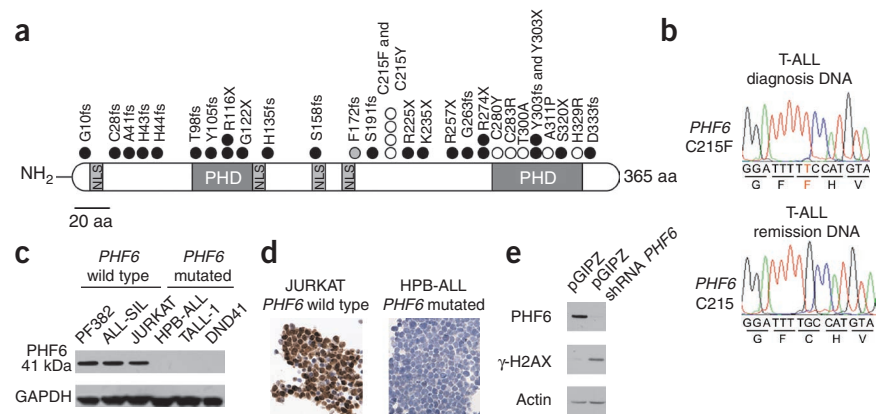 a
G10fs
C28fs
A41fs
H43fs
H44fs
T98fs
Y105fs
R116X
G122X
H135fs
S158fs
F172fs
S191fs
C215F and
C215Y
R225X
K235X
R257X
G263fs
R274X
C280Y
C283R
T300A
Y303fs and Y303X
A311P
S320X
H329R
D333fs
NH2
NLS
PHD
NLS
NLS
NLS
PHD
365 aa
20 aa
b
T-ALL
diagnosis DNA
PHF6
C215F
GGATTTTTCCATGTA
G F F H V
T-ALL
remission DNA
PHF6
C215
GGATTT TGC CATGTA
G F C H V
c
PHF6
wild type
PHF6
mutated
PF382
ALL-SIL
JURKAT
HPB-ALL
TALL-1
DND41
PHF6
41 kDa
GAPDH
d
JURKAT
PHF6 wild type
HPB-ALL
PHF6 mutated
e
pGIPZ
pGIPZ
shRNA PHF6
PHF6
γ-H2AX
Actin